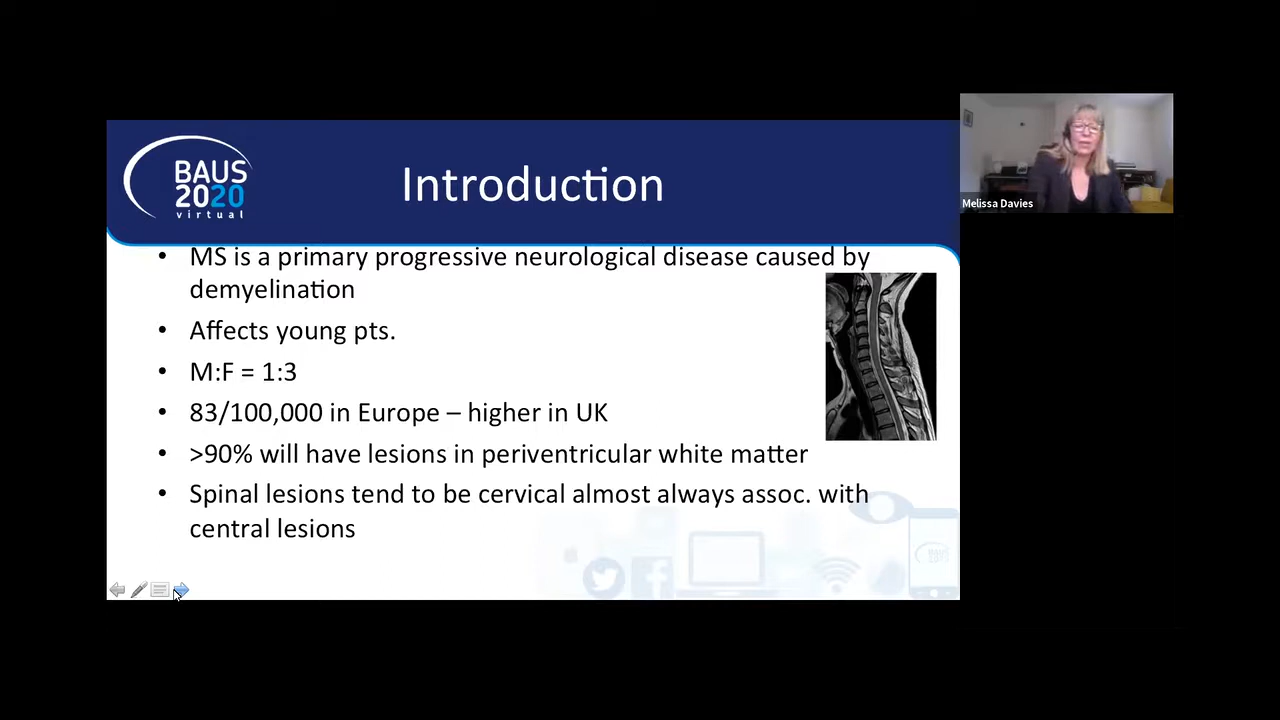 BAUS
2020
virtual
Introduction
Melissa Davies
• MS is a primary progressive neurological disease caused by
demyelination
• Affects young pts.
• M:F = 1:3
• 83/100,000 in Europe – higher in UK
• >90% will have lesions in periventricular white matter
• Spinal lesions tend to be cervical almost always assoc. with
central lesions
BAUS